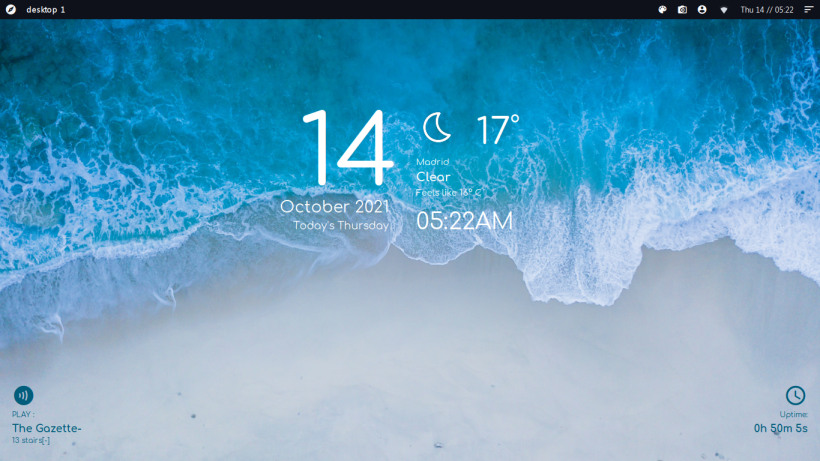 desktop 1
Thu 14 // 05:22
14
17°
Madrid
Clear
Feels like 16° C
October 2021
Today's Thursday
05:22AM
PLAY :
The Gazette-
13 stairs[-]
Uptime:
0h 50m 5s